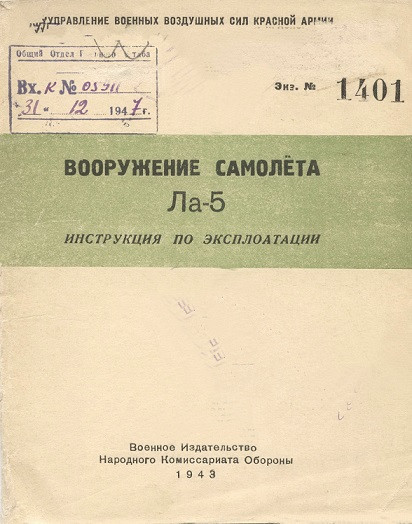 УПРАВЛЕНИЕ ВОЕННЫХ ВОЗДУШНЫХ СИЛ КРАСНОЙ АРМИИ
Общий Отдел
Вх. К №
31 " 12 1947 г.
Экз. № 1401
ВООРУЖЕНИЕ САМОЛЁТА
Ла-5
ИНСТРУКЦИЯ ПО ЭКСПЛОАТАЦИИ
Военное Издательство
Народного Комиссариата Обороны
1943